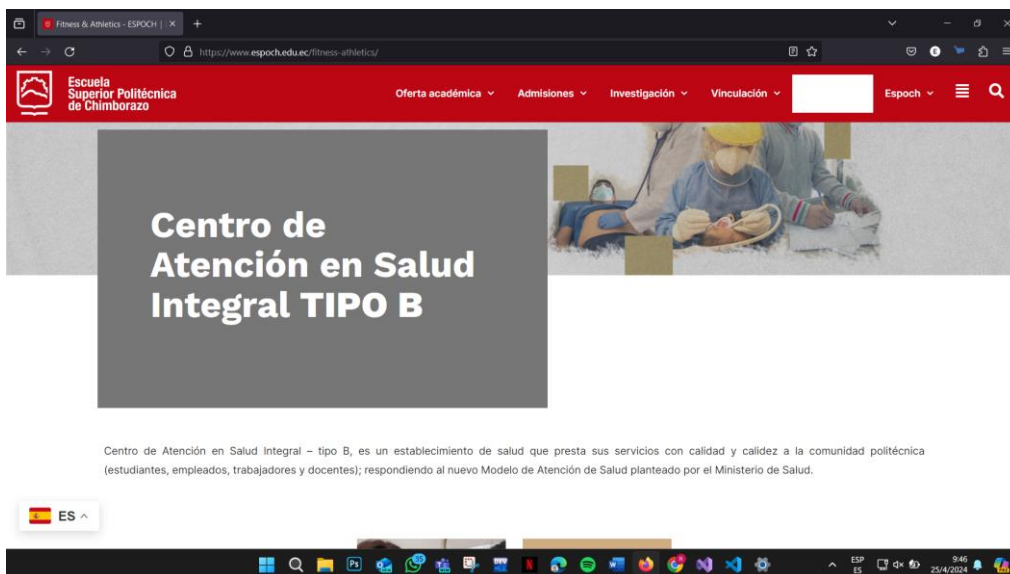 Fitness & Athletics - ESPOCH |
https://www.espoch.edu.ec/fitness-athletics/
Escuela
Superior Politécnica
de Chimborazo
Oferta académica
Admisiones
Investigación
Vinculación
Espoch
Centro de
Atención en Salud
Integral TIPO B
Centro de Atención en Salud Integral – tipo B, es un establecimiento de salud que presta sus servicios con calidad y calidez a la comunidad politécnica
(estudiantes, empleados, trabajadores y docentes); respondiendo al nuevo Modelo de Atención de Salud planteado por el Ministerio de Salud.
ES
Ps
35
N
ESP
ES
9:46
25/4/2024